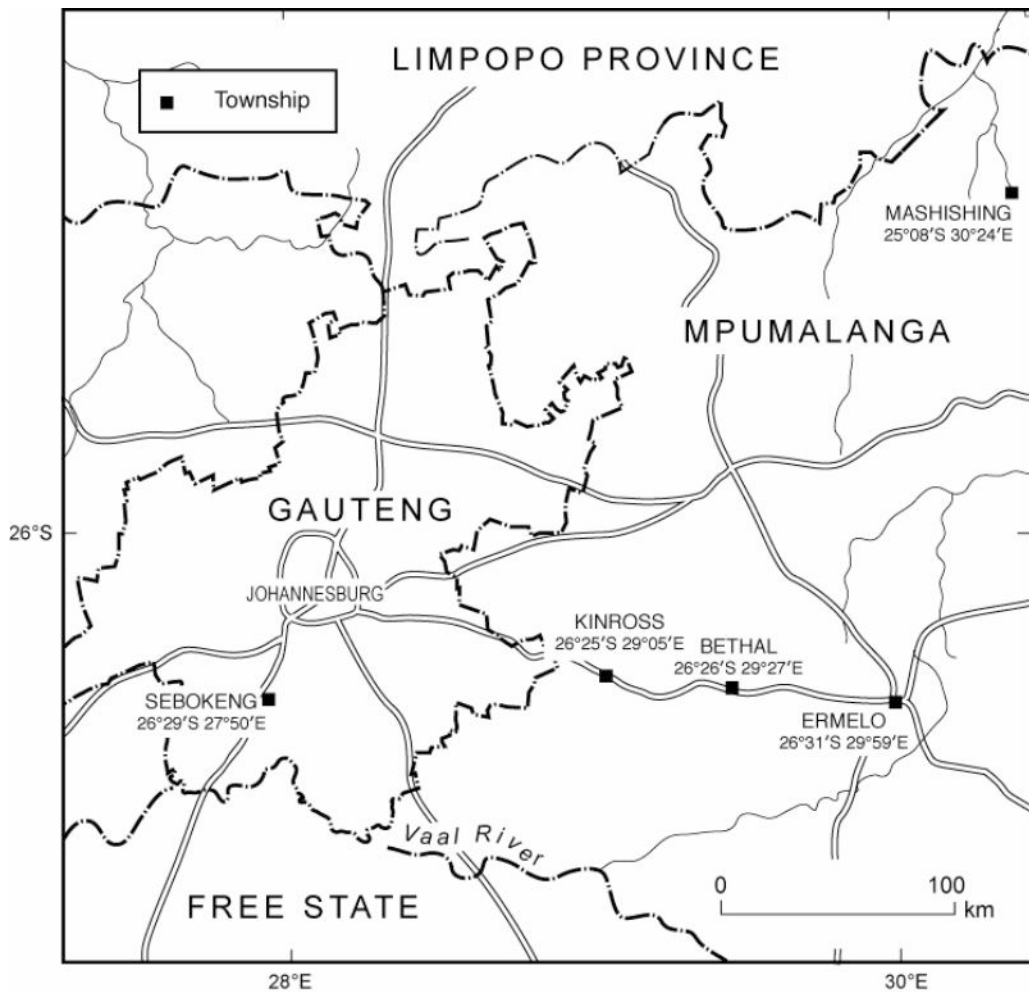 LIMPOPO PROVINCE
Township
MASHISHING
25°08′S 30°24′E
MPUMALANGA
GAUTENG
26°S
JOHANNESBURG
KINROSS
26°25′S 29°05′E
BETHAL
26°26′S 29°27′E
SEBOKENG
26°29′S 27°50′E
ERMELO
26°31′S 29°59′E
Vaal River
FREE STATE
0 100
km
28°E 30°E